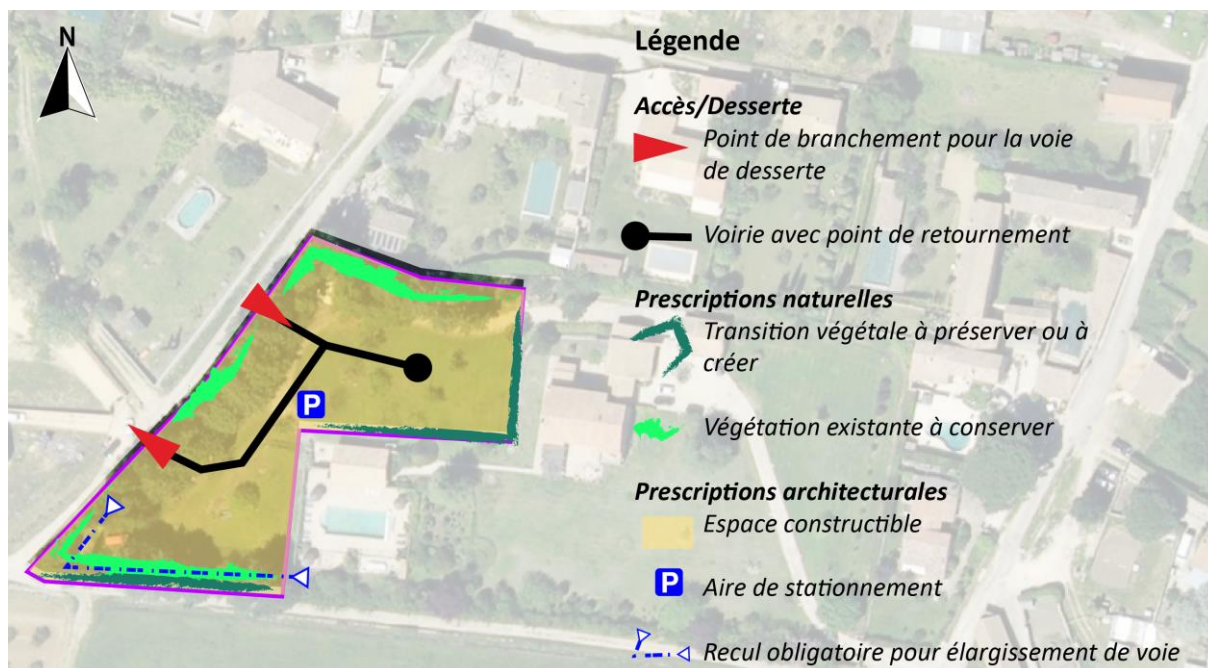 N
Légende
Accès/Desserte
Point de branchement pour la voie
de desserte
Voirie avec point de retournement
Prescriptions naturelles
Transition végétale à préserver ou à
créer
Végétation existante à conserver
Prescriptions architecturales
Espace constructible
P
P Aire de stationnement
Recul obligatoire pour élargissement de voie